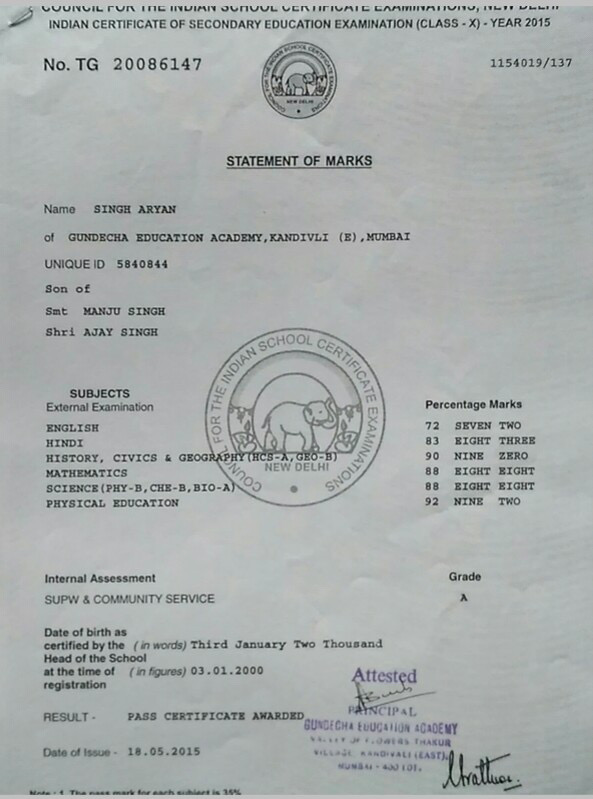 COUNCIL FOR THE INDIAN SCHOOL CERTIFICATE EXAMINATIONS, NEW DELHI
INDIAN CERTIFICATE OF SECONDARY EDUCATION EXAMINATION (CLASS - X) - YEAR 2015
No. TG 20086147
1154019/137
COUNCIL FOR THE INDIAN SCHOOL CERTIFICATE EXAMINATIONS
NEW DELHI
STATEMENT OF MARKS
Name SINGH ARYAN
of GUNDECHA EDUCATION ACADEMY,KANDIVLI (E),MUMBAI
UNIQUE ID 5840844
Son of
Smt MANJU SINGH
Shri AJAY SINGH
COUNCIL FOR THE INDIAN SCHOOL CERTIFICATE EXAMINATIONS
NEW DELHI
SUBJECTS
External Examination Percentage Marks
ENGLISH 72 SEVEN TWO
HINDI 83 EIGHT THREE
HISTORY, CIVICS & GEOGRAPHY(HCS-A,GEO-B) 90 NINE ZERO
MATHEMATICS 88 EIGHT EIGHT
SCIENCE(PHY-B,CHE-B,BIO-A) 88 EIGHT EIGHT
PHYSICAL EDUCATION 92 NINE TWO
Internal Assessment Grade
SUPW & COMMUNITY SERVICE A
Date of birth as
certified by the (in words) Third January Two Thousand
Head of the School
at the time of (in figures) 03.01.2000
registration
Attested
PRINCIPAL
GUNDECHA EDUCATION ACADEMY
VALLEY OF FLOWERS THAKUR
VILLAGE, KANDIVALI (EAST),
MUMBAI - 400 101.
RESULT - PASS CERTIFICATE AWARDED
Date of Issue - 18.05.2015
Note : 1. The pass mark for each subject is 35%